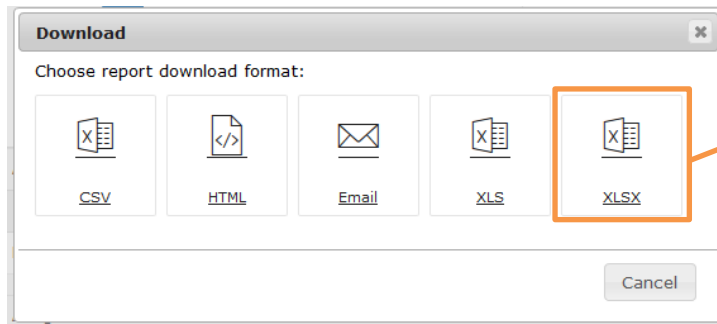 Download
Choose report download format:
CSV HTML Email XLS XLSX
Cancel